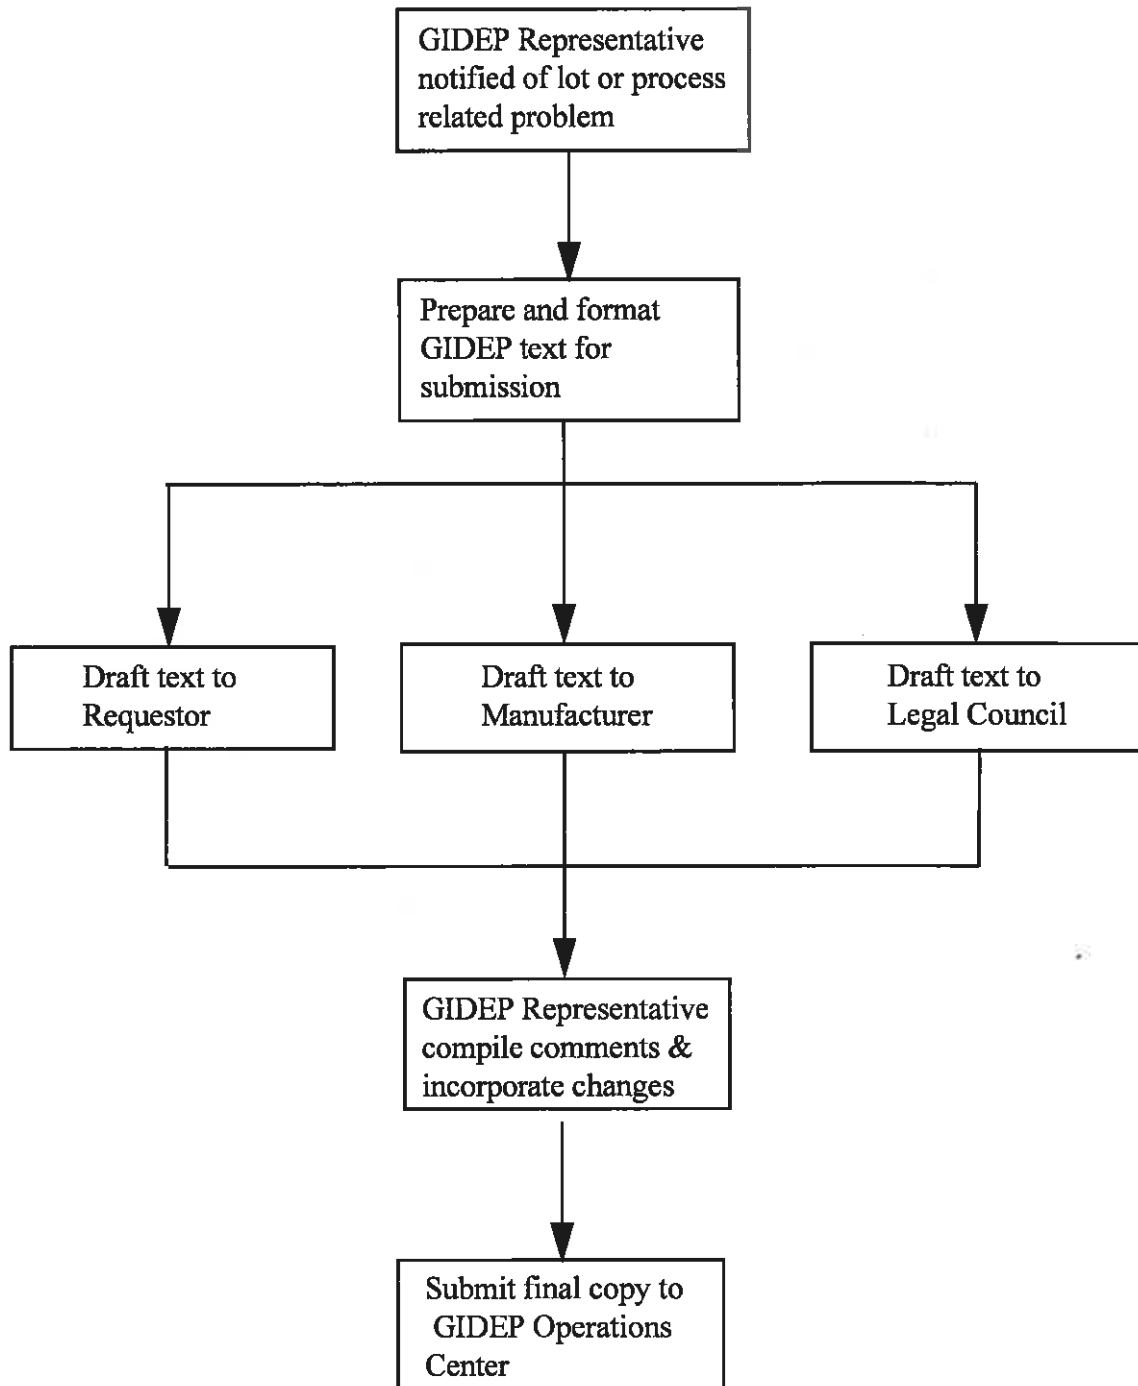 GIDEP Representative
notified of lot or process
related problem
Prepare and format
GIDEP text for
submission
Draft text to
Requestor
Draft text to
Manufacturer
Draft text to
Legal Council
GIDEP Representative
compile comments &
incorporate changes
Submit final copy to
GIDEP Operations
Center